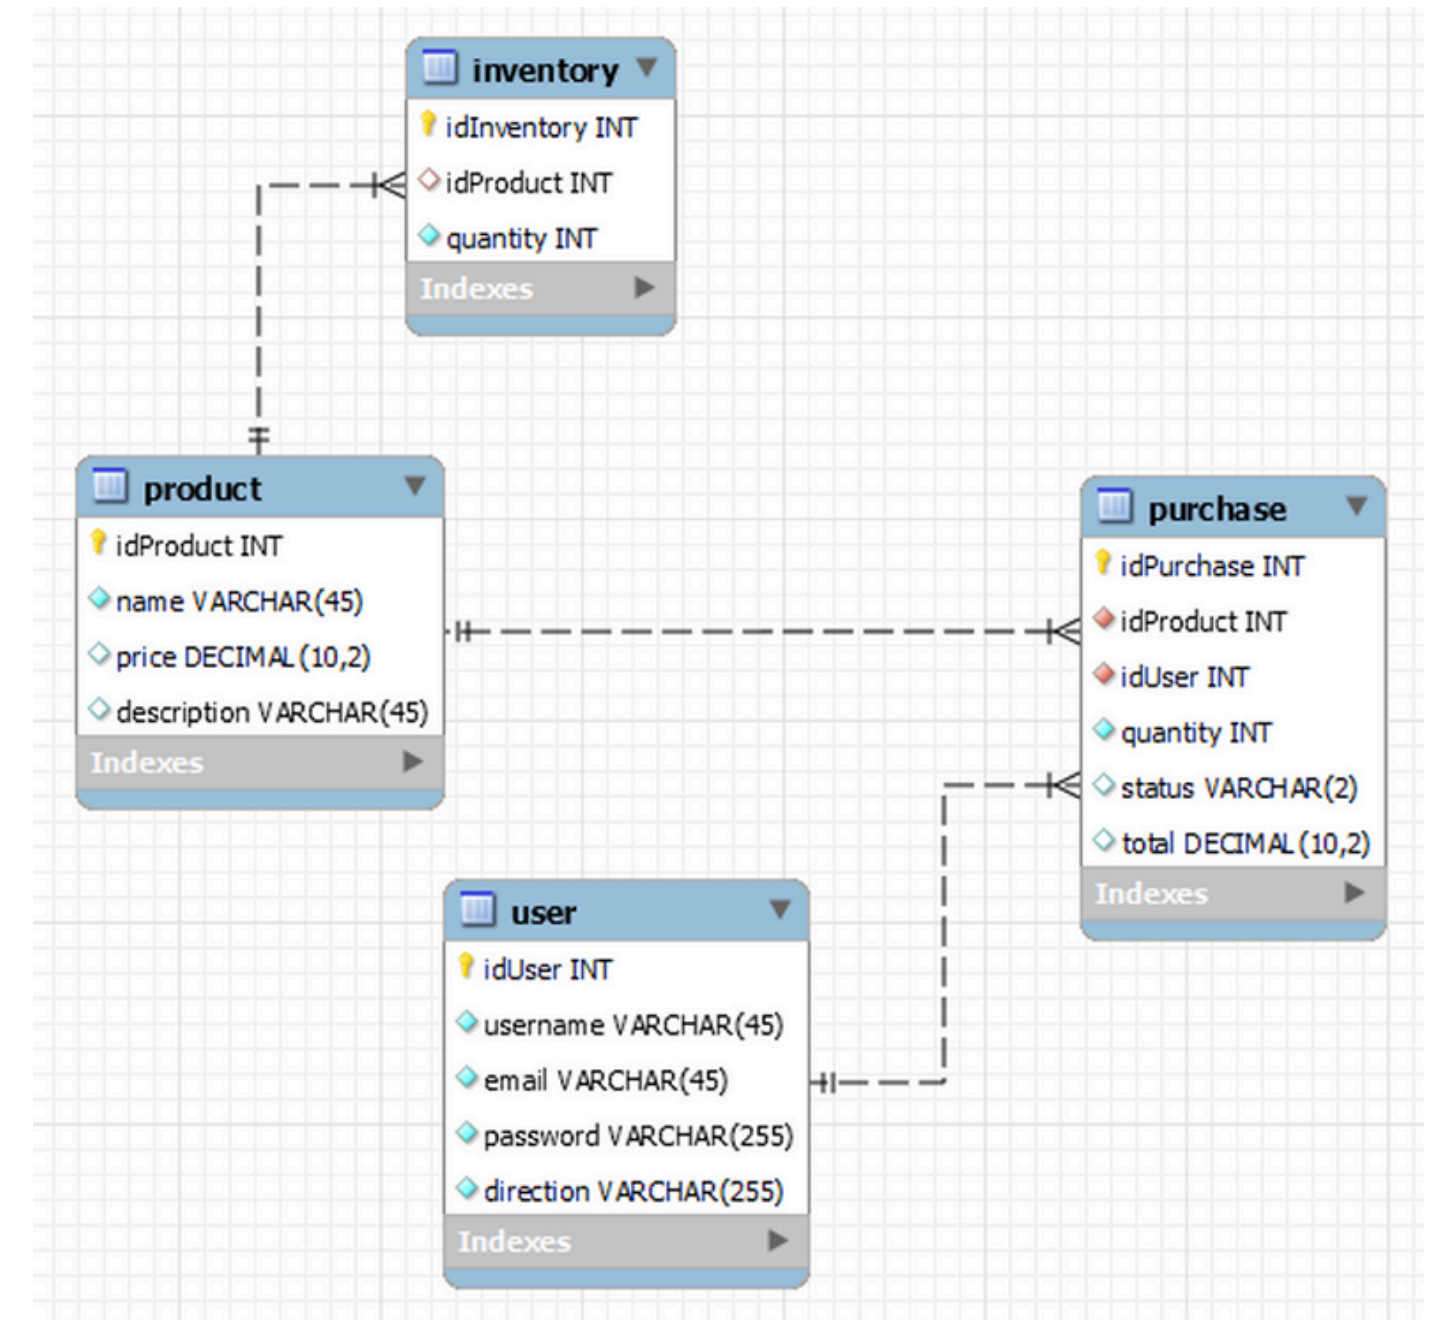 inventory
idInventory INT
idProduct INT
quantity INT
Indexes
product
idProduct INT
name VARCHAR(45)
price DECIMAL(10,2)
description VARCHAR(45)
Indexes
purchase
idPurchase INT
idProduct INT
idUser INT
quantity INT
status VARCHAR(2)
total DECIMAL(10,2)
Indexes
user
idUser INT
username VARCHAR(45)
email VARCHAR(45)
password VARCHAR(255)
direction VARCHAR(255)
Indexes